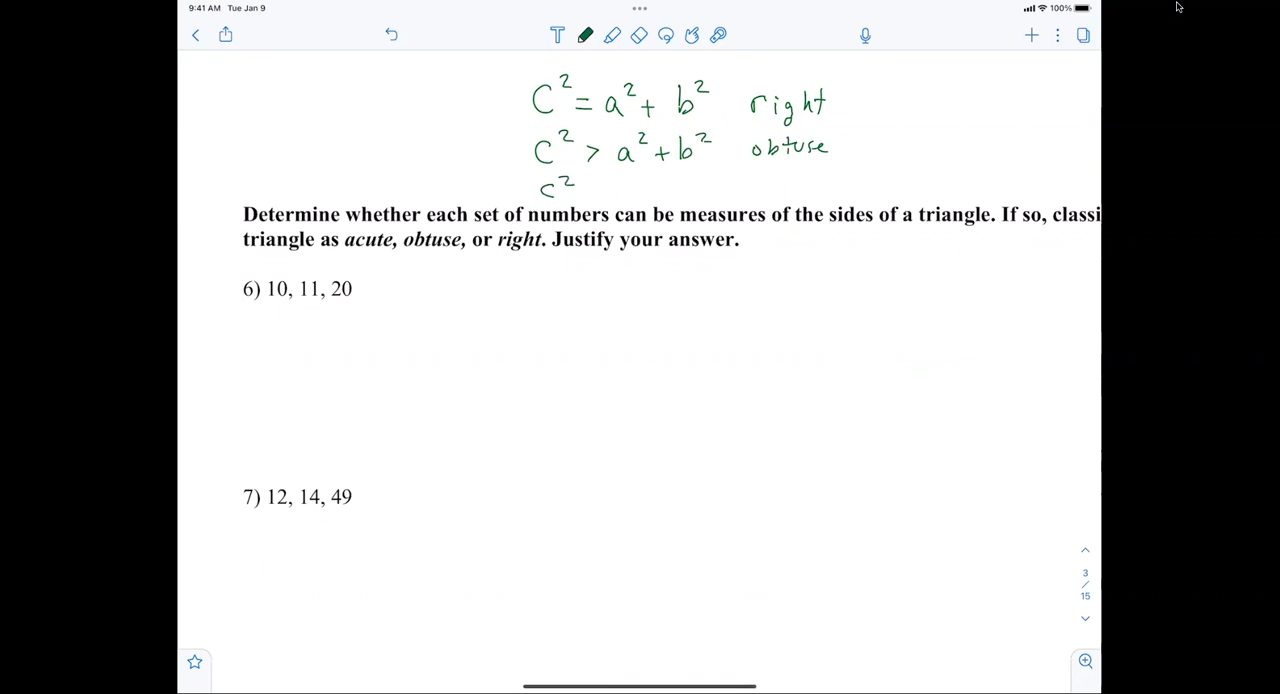 9:41 AM Tue Jan 9
100%
C² = a² + b² right
C² > a² + b² obtuse
c²
Determine whether each set of numbers can be measures of the sides of a triangle. If so, classi
triangle as acute, obtuse, or right. Justify your answer.
6) 10, 11, 20
7) 12, 14, 49
3
/
15